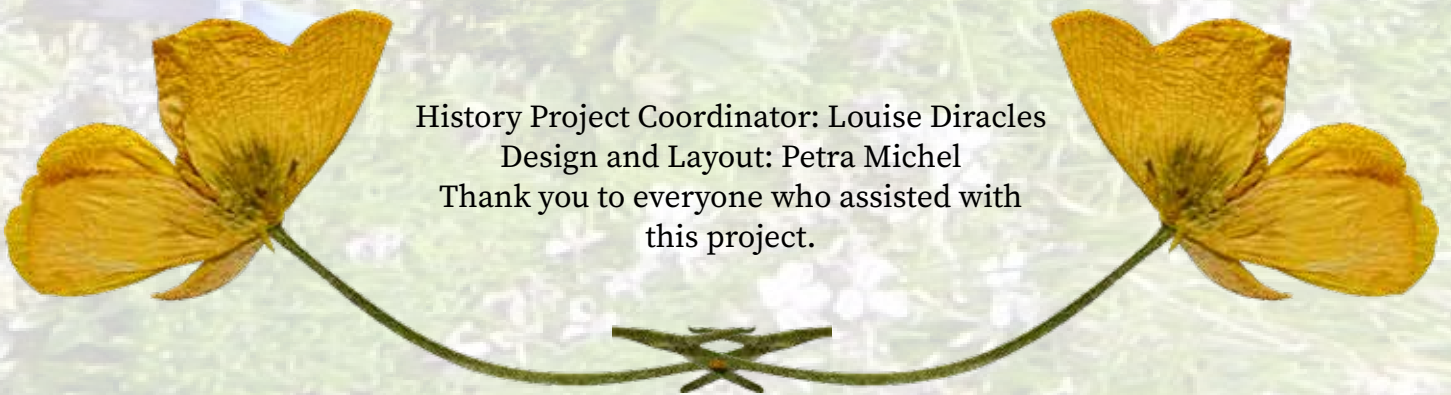 History Project Coordinator: Louise Diracles
Design and Layout: Petra Michel
Thank you to everyone who assisted with
this project.